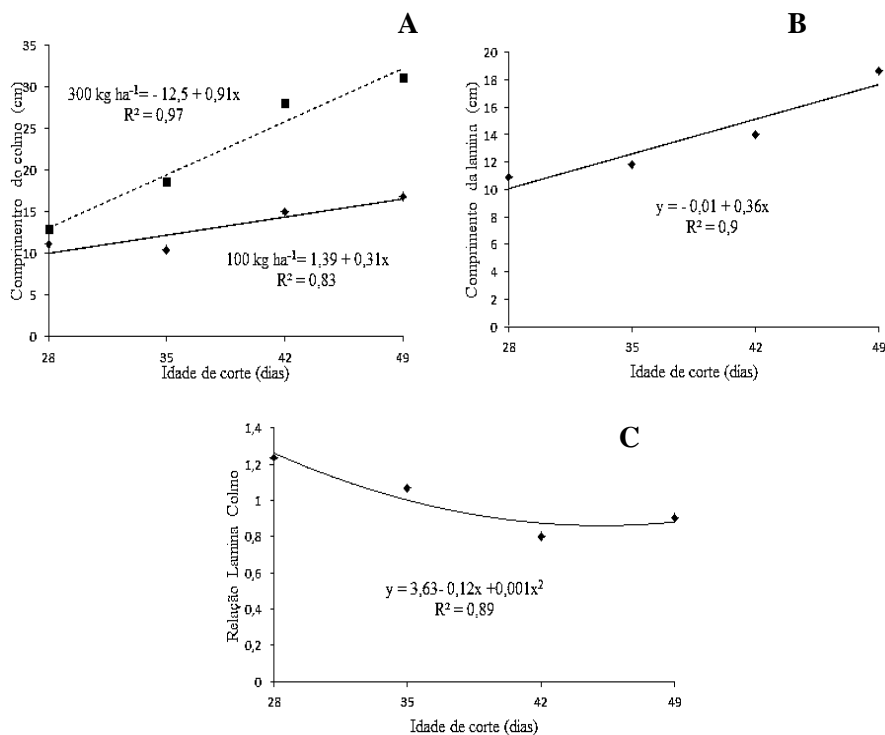 A
Comprimentro do colmo (cm)
35
30
25
20
15
10
5
0
300 kg ha⁻¹= - 12,5 + 0,91x
R² = 0,97
100 kg ha⁻¹= 1,39 + 0,31x
R² = 0,83
28
35
42
49
Idade de corte (dias)
B
Comprimento da lamina (cm)
20
18
16
14
12
10
8
6
4
2
0
y = - 0,01 + 0,36x
R² = 0,9
28
35
42
49
Idade de corte (dias)
C
Relação Lamina Colmo
1,4
1,2
1
0,8
0,6
0,4
0,2
0
y = 3,63- 0,12x +0,001x²
R² = 0,89
28
35
42
49
Idade de corte (dias)